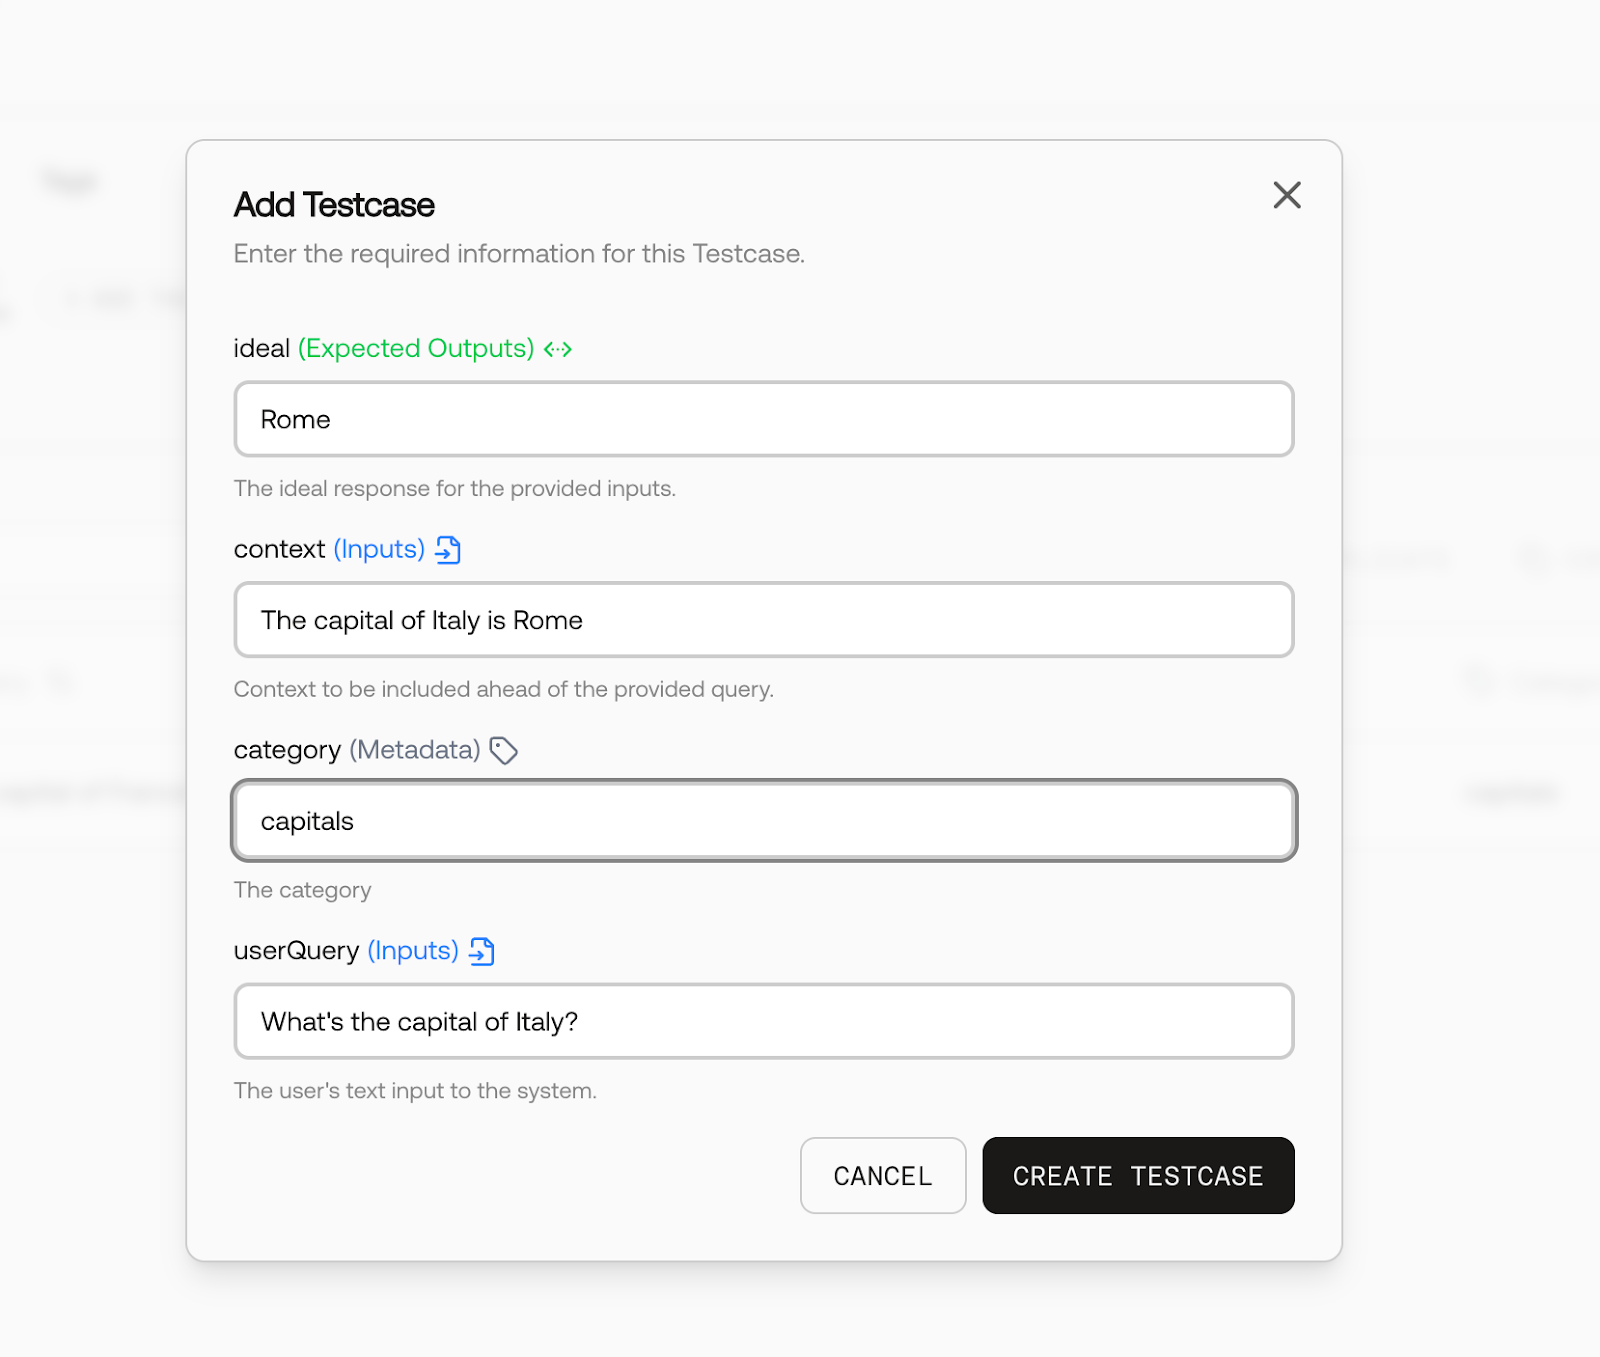 Tags
Add Testcase
Enter the required information for this Testcase.
ideal (Expected Outputs)
Rome
The ideal response for the provided inputs.
context (Inputs)
The capital of Italy is Rome
Context to be included ahead of the provided query.
category (Metadata)
capitals
The category
userQuery (Inputs)
What's the capital of Italy?
The user's text input to the system.
CANCEL
CREATE TESTCASE